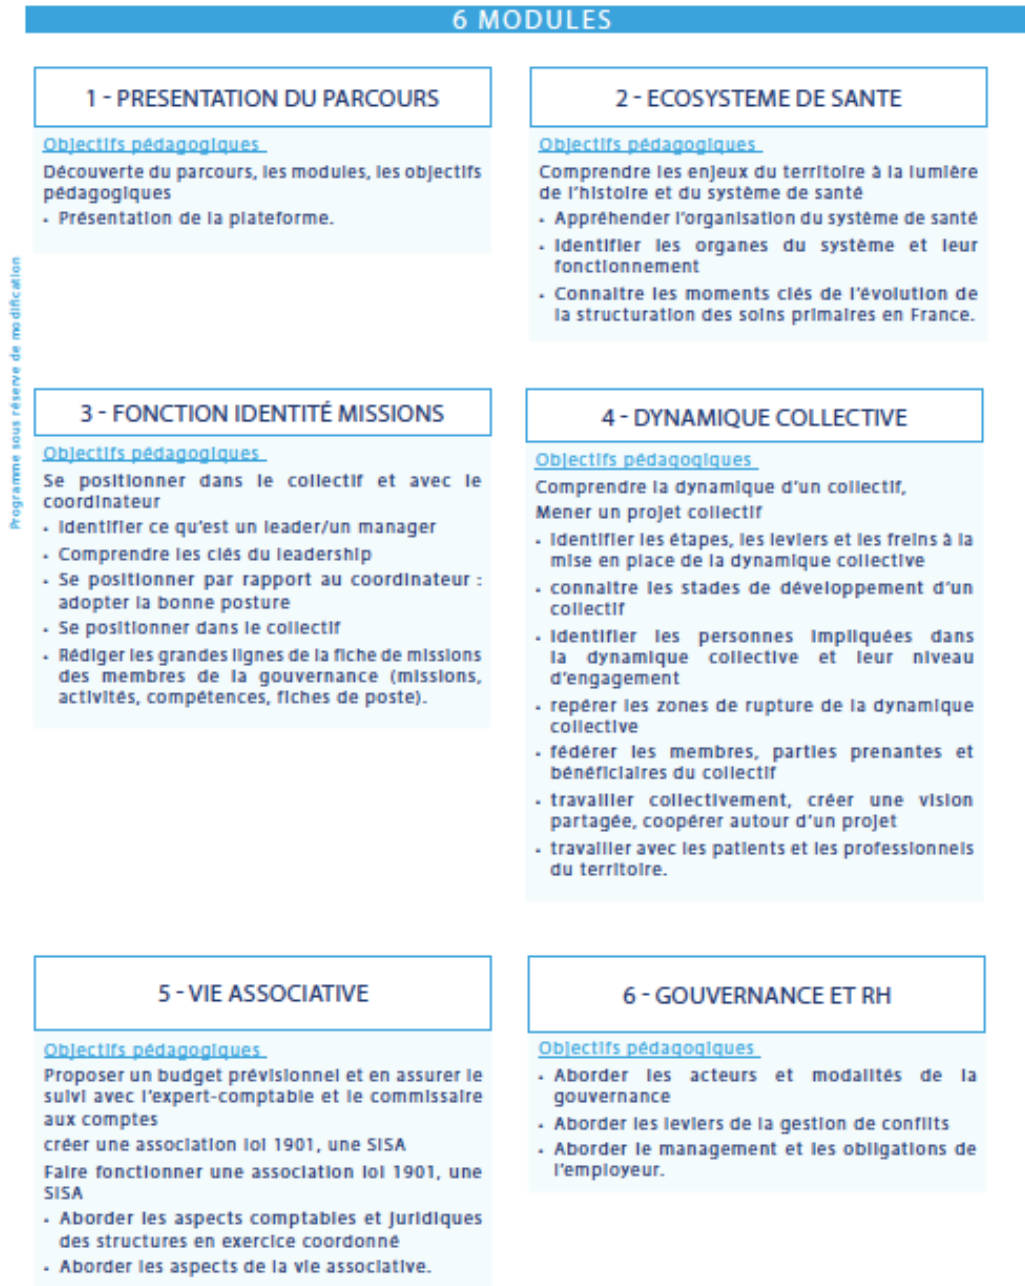 6 MODULES
1 - PRESENTATION DU PARCOURS
Objectifs pédagogiques
Découverte du parcours, les modules, les objectifs
pédagogiques
- Présentation de la plateforme.
2 - ECOSYSTEME DE SANTE
Objectifs pédagogiques
Comprendre les enjeux du territoire à la lumière
de l'histoire et du système de santé
- Appréhender l'organisation du système de santé
- Identifier les organes du système et leur
fonctionnement
- Connaitre les moments clés de l'évolution de
la structuration des soins primaires en France.
Programme sous réserve de modification
3 - FONCTION IDENTITÉ MISSIONS
Objectifs pédagogiques
Se positionner dans le collectif et avec le
coordinateur
- Identifier ce qu'est un leader/un manager
- Comprendre les clés du leadership
- Se positionner par rapport au coordinateur :
adopter la bonne posture
- Se positionner dans le collectif
- Rédiger les grandes lignes de la fiche de missions
des membres de la gouvernance (missions,
activités, compétences, fiches de poste).
4 - DYNAMIQUE COLLECTIVE
Objectifs pédagogiques
Comprendre la dynamique d'un collectif,
Mener un projet collectif
- Identifier les étapes, les leviers et les freins à la
mise en place de la dynamique collective
- connaitre les stades de développement d'un
collectif
- Identifier les personnes impliquées dans
la dynamique collective et leur niveau
d'engagement
- repérer les zones de rupture de la dynamique
collective
- fédérer les membres, parties prenantes et
bénéficiaires du collectif
- travailler collectivement, créer une vision
partagée, coopérer autour d'un projet
- travailler avec les patients et les professionnels
du territoire.
5 - VIE ASSOCIATIVE
Objectifs pédagogiques
Proposer un budget prévisionnel et en assurer le
suivi avec l'expert-comptable et le commissaire
aux comptes
créer une association loi 1901, une SISA
Faire fonctionner une association loi 1901, une
SISA
- Aborder les aspects comptables et juridiques
des structures en exercice coordonné
- Aborder les aspects de la vie associative.
6 - GOUVERNANCE ET RH
Objectifs pédagogiques
- Aborder les acteurs et modalités de la
gouvernance
- Aborder les leviers de la gestion de conflits
- Aborder le management et les obligations de
l'employeur.